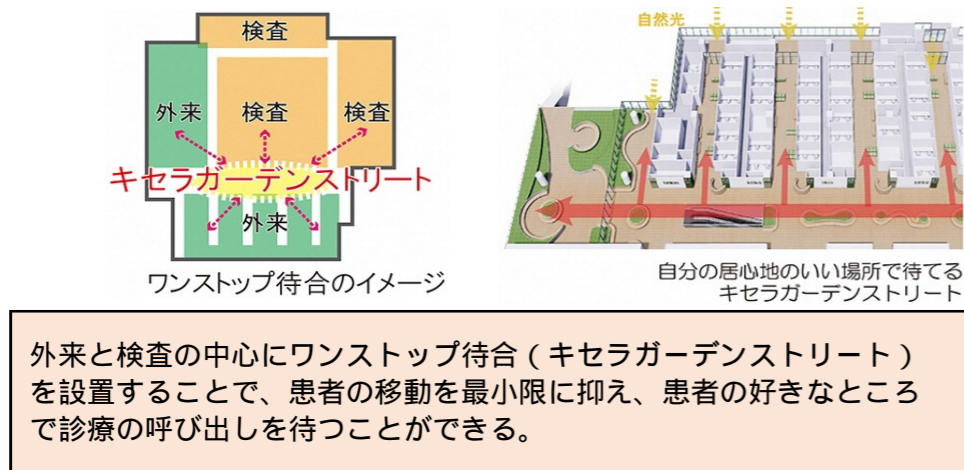 検査
外来
検査
検査
キセラガーデンストリート
外来
ワンストップ待合のイメージ
自然光
自分の居心地のいい場所で待てる
キセラガーデンストリート
外来と検査の中心にワンストップ待合（キセラガーデンストリート）
を設置することで、患者の移動を最小限に抑え、患者の好きなところ
で診療の呼び出しを待つことができる。